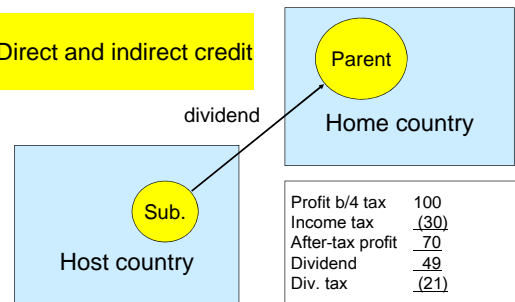 Direct and indirect credit
Parent
dividend
Home country
Sub.
Host country
Profit b/4 tax 100
Income tax (30)
After-tax profit 70
Dividend 49
Div. tax (21)